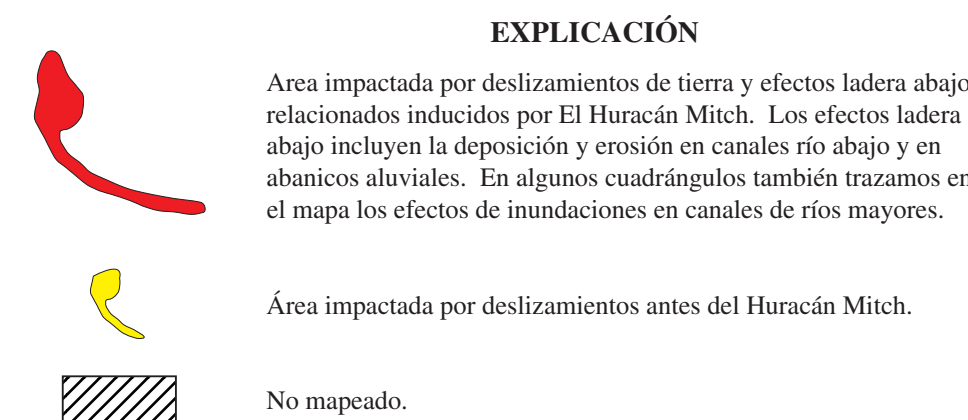 EXPLICACIÓN
Area impactada por deslizamientos de tierra y efectos ladera abajo
relacionados inducidos por El Huracán Mitch. Los efectos ladera
abajo incluyen la deposición y erosión en canales río abajo y en
abanicos aluviales. En algunos cuadrángulos también trazamos en
el mapa los efectos de inundaciones en canales de ríos mayores.
Área impactada por deslizamientos antes del Huracán Mitch.
No mapeado.